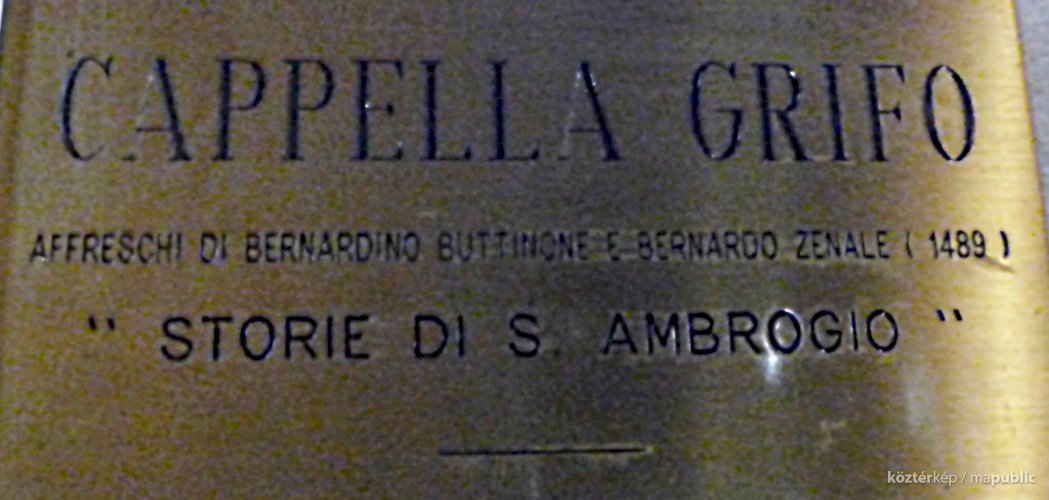 CAPPELLA GRIFO
AFFRESCHI DI BERNARDINO BUTTINONE E BERNARDO ZENALE ( 1489 )
" STORIE DI S. AMBROGIO "
köztérkép / mapublic